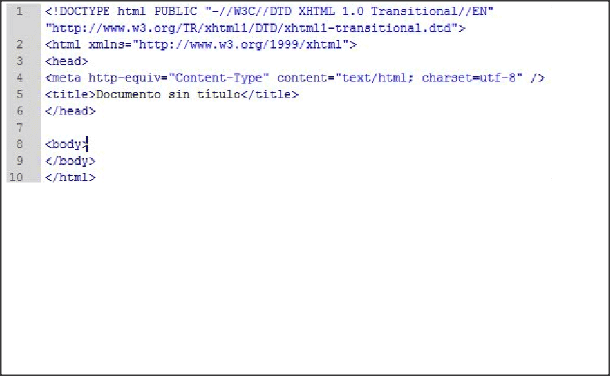 1 <!DOCTYPE html PUBLIC "-//W3C//DTD XHTML 1.0 Transitional//EN"
"http://www.w3.org/TR/xhtml1/DTD/xhtml1-transitional.dtd">
2 <html xmlns="http://www.w3.org/1999/xhtml">
3 <head>
4 <meta http-equiv="Content-Type" content="text/html; charset=utf-8" />
5 <title>Documento sin título</title>
6 </head>
7
8 <body>
9 </body>
10 </html>